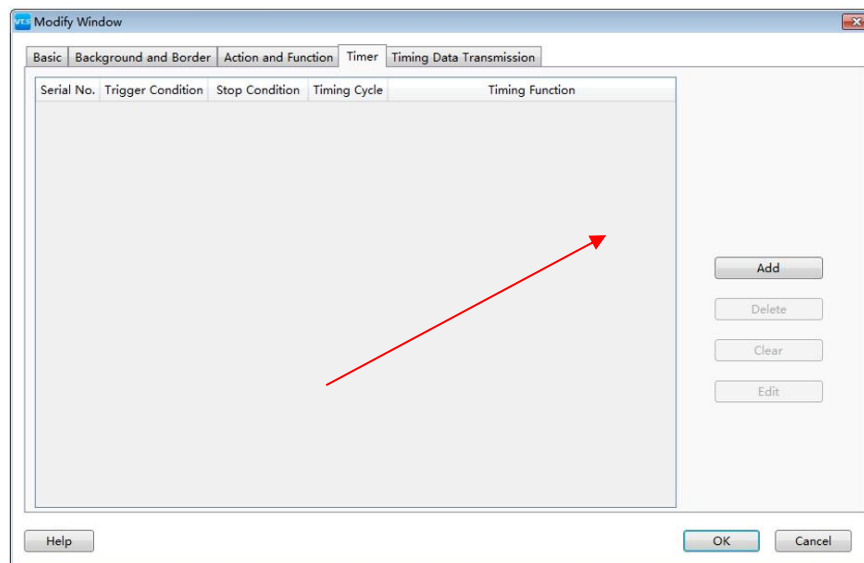 Modify Window
Basic Background and Border Action and Function Timer Timing Data Transmission
Serial No. Trigger Condition Stop Condition Timing Cycle Timing Function
Add
Delete
Clear
Edit
Help OK Cancel